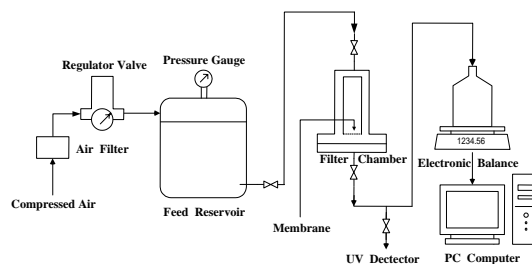 Regulator Valve
Pressure Gauge
Air Filter
Compressed Air
Feed Reservoir
Filter Chamber
Membrane
UV Dectector
1234.56
Electronic Balance
PC Computer